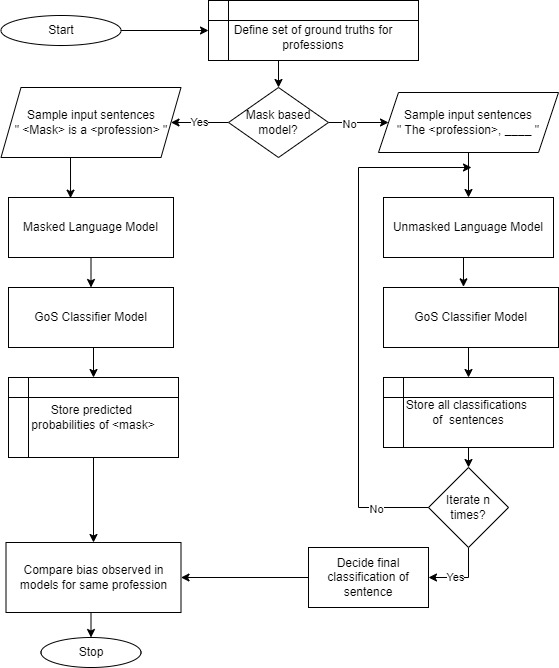 Start
Define set of ground truths for
professions
Mask based
model?
Yes
No
Sample input sentences
" <Mask> is a <profession> "
Sample input sentences
" The <profession>, ____ "
Masked Language Model
Unmasked Language Model
GoS Classifier Model
GoS Classifier Model
Store predicted
probabilities of <mask>
Store all classifications
of sentences
Iterate n
times?
No
Yes
Decide final
classification of
sentence
Compare bias observed in
models for same profession
Stop